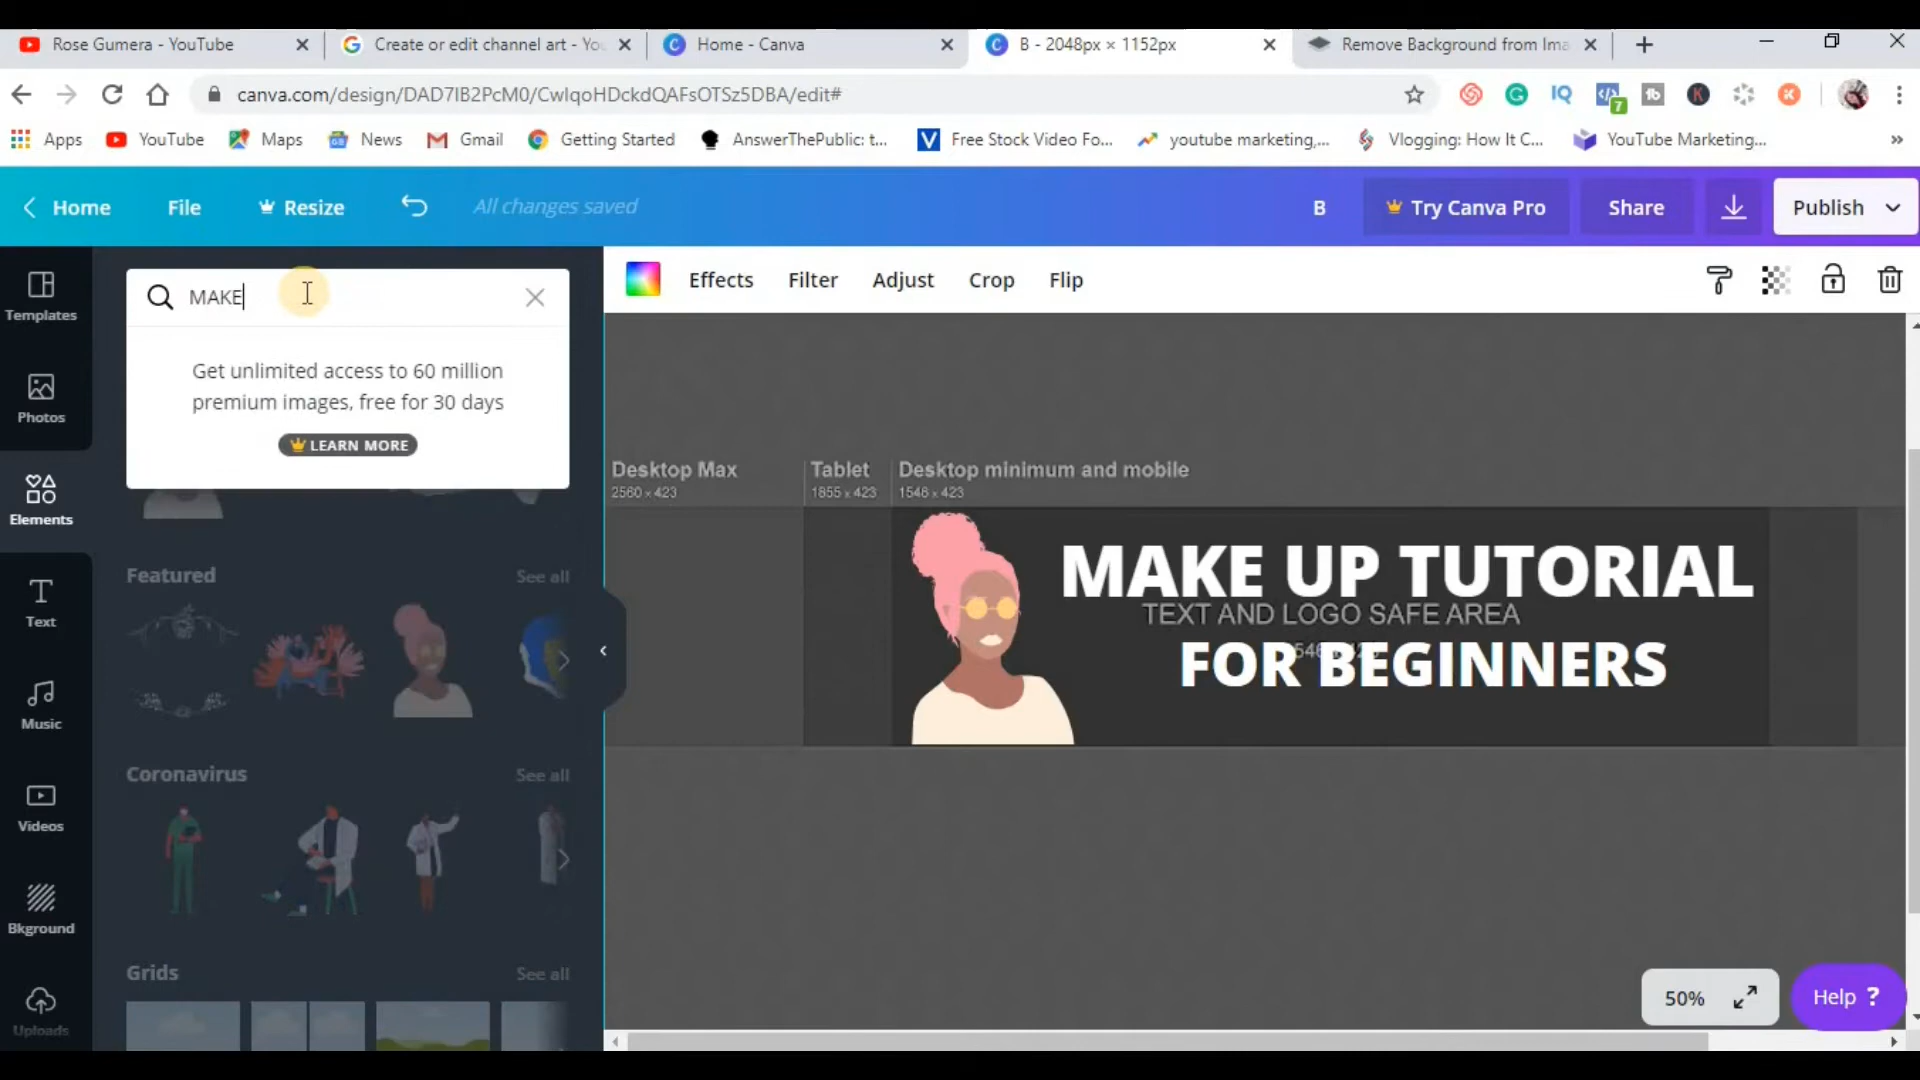 Rose Gumera - YouTube
Create or edit channel art - You
Home - Canva
B - 2048px × 1152px
Remove Background from Ima
canva.com/design/DAD7IB2PcM0/CwIqoHDckdQAFsOTSz5DBA/edit#
IQ
7
tb
K
Apps
YouTube
Maps
News
Gmail
Getting Started
AnswerThePublic: t...
V
Free Stock Video Fo...
youtube marketing,...
Vlogging: How It C...
YouTube Marketing...
Home
File
Resize
All changes saved
B
Try Canva Pro
Share
Publish
Templates
Photos
Elements
Text
Music
Videos
Bkground
Uploads
MAKE
Get unlimited access to 60 million
premium images, free for 30 days
LEARN MORE
Featured
See all
Coronavirus
See all
Grids
See all
Effects
Filter
Adjust
Crop
Flip
Desktop Max
2560 x 423
Tablet
1855 x 423
Desktop minimum and mobile
1546 x 423
MAKE UP TUTORIAL
TEXT AND LOGO SAFE AREA
FOR BEGINNERS
50%
Help ?